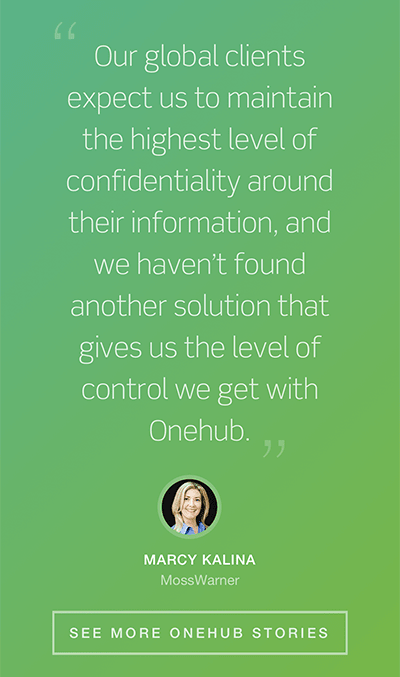 “
Our global clients
expect us to maintain
the highest level of
confidentiality around
their information, and
we haven’t found
another solution that
gives us the level of
control we get with
Onehub. ”
MARCY KALINA
MossWarner
SEE MORE ONEHUB STORIES